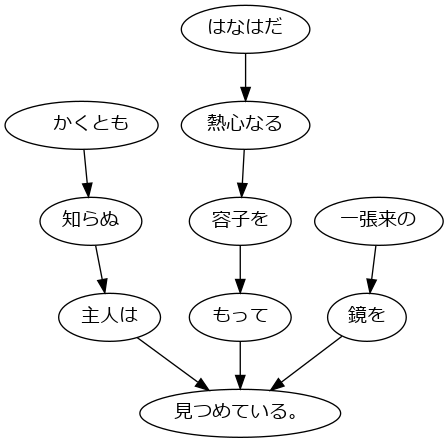 はなはだ
かくとも
熱心なる
知らぬ
容子を
一張来の
主人は
もって
鏡を
見つめている。